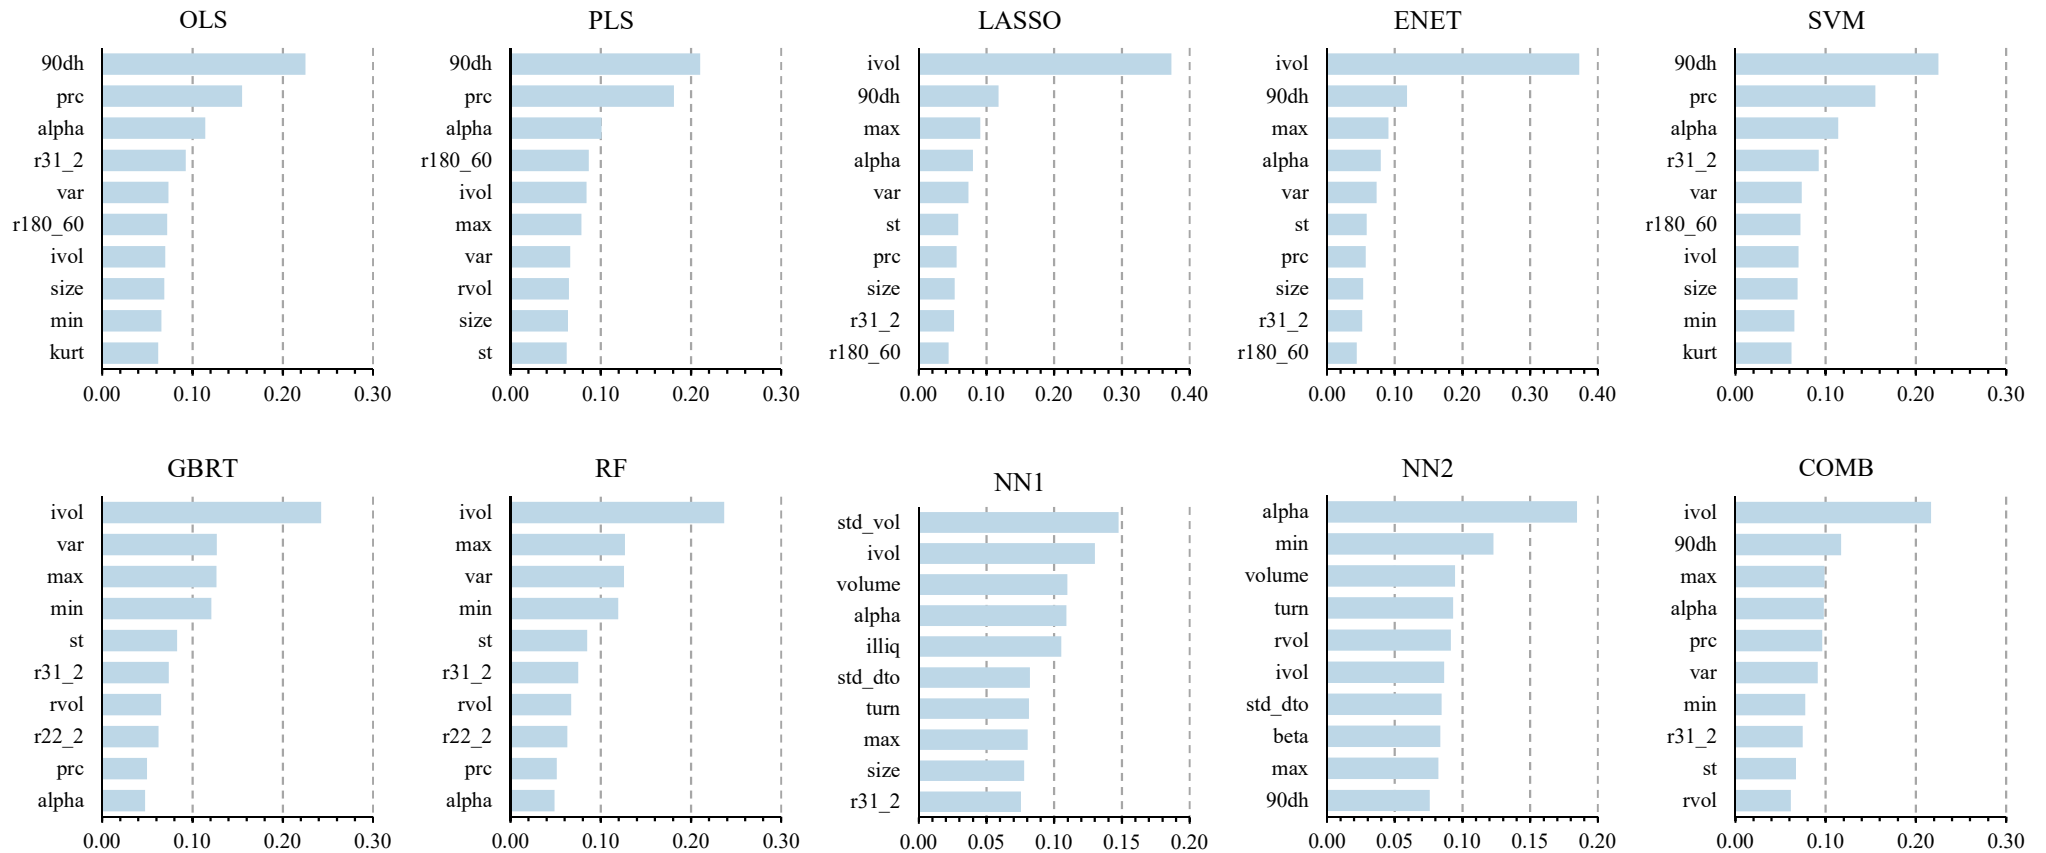 OLS
90dh
prc
alpha
r31_2
var
r180_60
ivol
size
min
kurt
0.00 0.10 0.20 0.30
PLS
90dh
prc
alpha
r180_60
ivol
max
var
rvol
size
st
0.00 0.10 0.20 0.30
LASSO
ivol
90dh
max
alpha
var
st
prc
size
r31_2
r180_60
0.00 0.10 0.20 0.30 0.40
ENET
ivol
90dh
max
alpha
var
st
prc
size
r31_2
r180_60
0.00 0.10 0.20 0.30 0.40
SVM
90dh
prc
alpha
r31_2
var
r180_60
ivol
size
min
kurt
0.00 0.10 0.20 0.30
GBRT
ivol
var
max
min
st
r31_2
rvol
r22_2
prc
alpha
0.00 0.10 0.20 0.30
RF
ivol
max
var
min
st
r31_2
rvol
r22_2
prc
alpha
0.00 0.10 0.20 0.30
NN1
std_vol
ivol
volume
alpha
illiq
std_dto
turn
max
size
r31_2
0.00 0.05 0.10 0.15 0.20
NN2
alpha
min
volume
turn
rvol
ivol
std_dto
beta
max
90dh
0.00 0.05 0.10 0.15 0.20
COMB
ivol
90dh
max
alpha
prc
var
min
r31_2
st
rvol
0.00 0.10 0.20 0.30